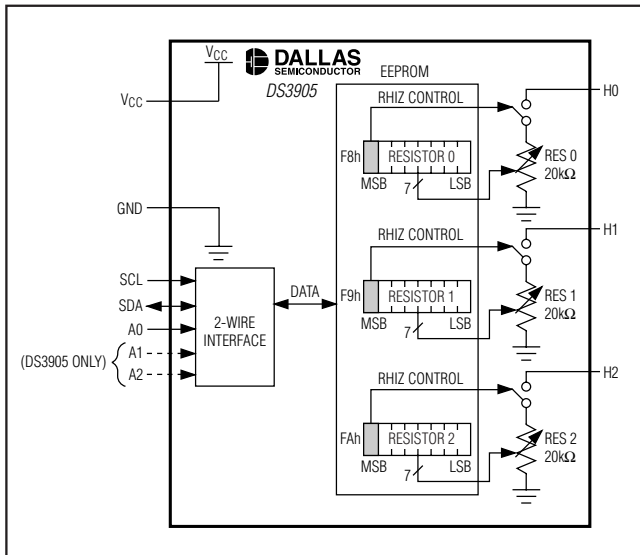 VCC
DALLAS
SEMICONDUCTOR
DS3905
EEPROM
VCC
GND
SCL
SDA
A0
(DS3905 ONLY)
A1
A2
2-WIRE
INTERFACE
DATA
RHIZ CONTROL
F8h
RESISTOR 0
MSB
LSB
7
H0
RES 0
20kΩ
RHIZ CONTROL
F9h
RESISTOR 1
MSB
LSB
7
H1
RES 1
20kΩ
RHIZ CONTROL
FAh
RESISTOR 2
MSB
LSB
7
H2
RES 2
20kΩ